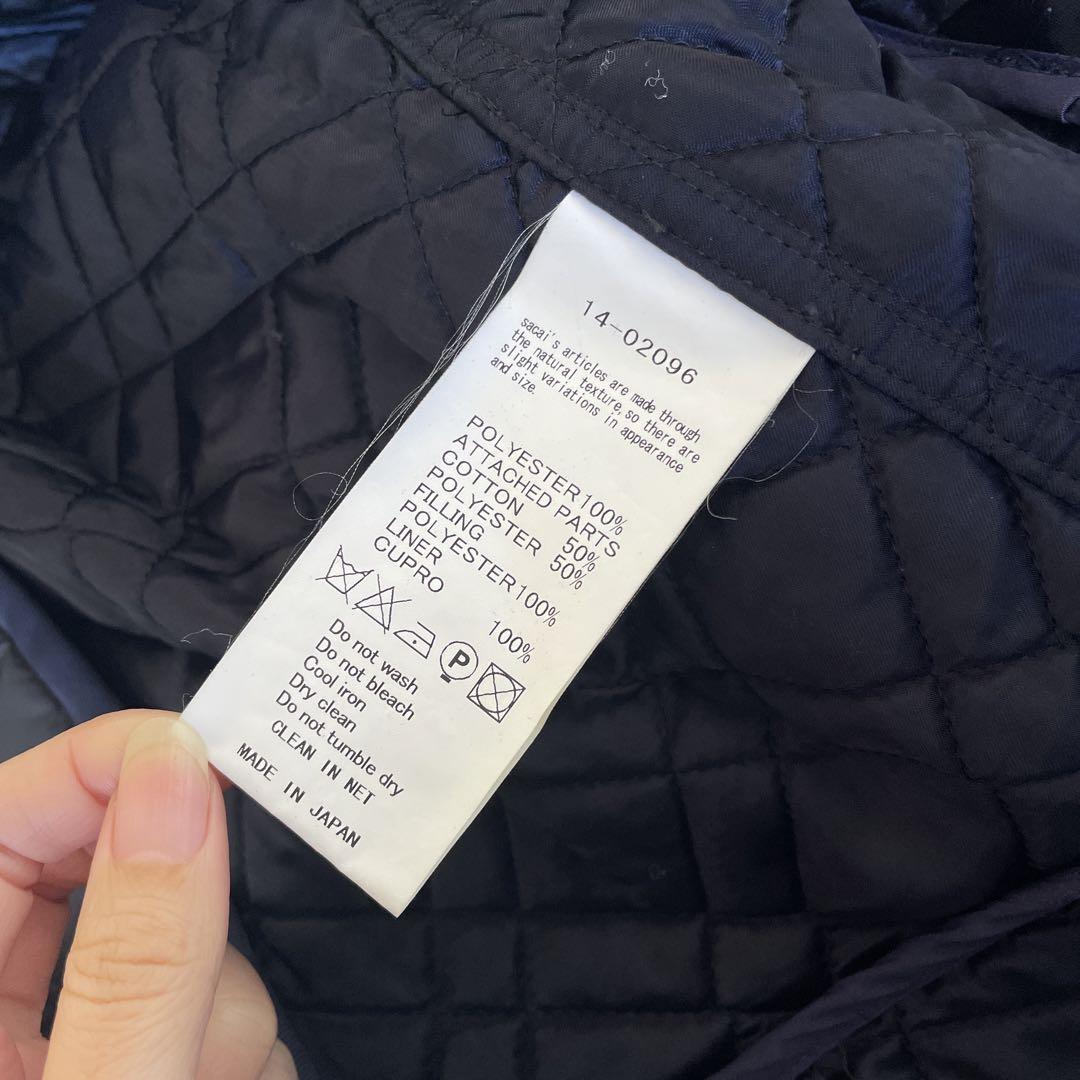 14-02096
sacai's articles are made through
the natural texture,so there are
slight variations in appearance
and size.
POLYESTER100%
ATTACHED PARTS
COTTON 50%
POLYESTER 50%
FILLING
POLYESTER100%
LINER
CUPRO 100%
P
Do not wash
Do not bleach
Cool iron
Dry clean
Do not tumble dry
CLEAN IN NET
MADE IN JAPAN